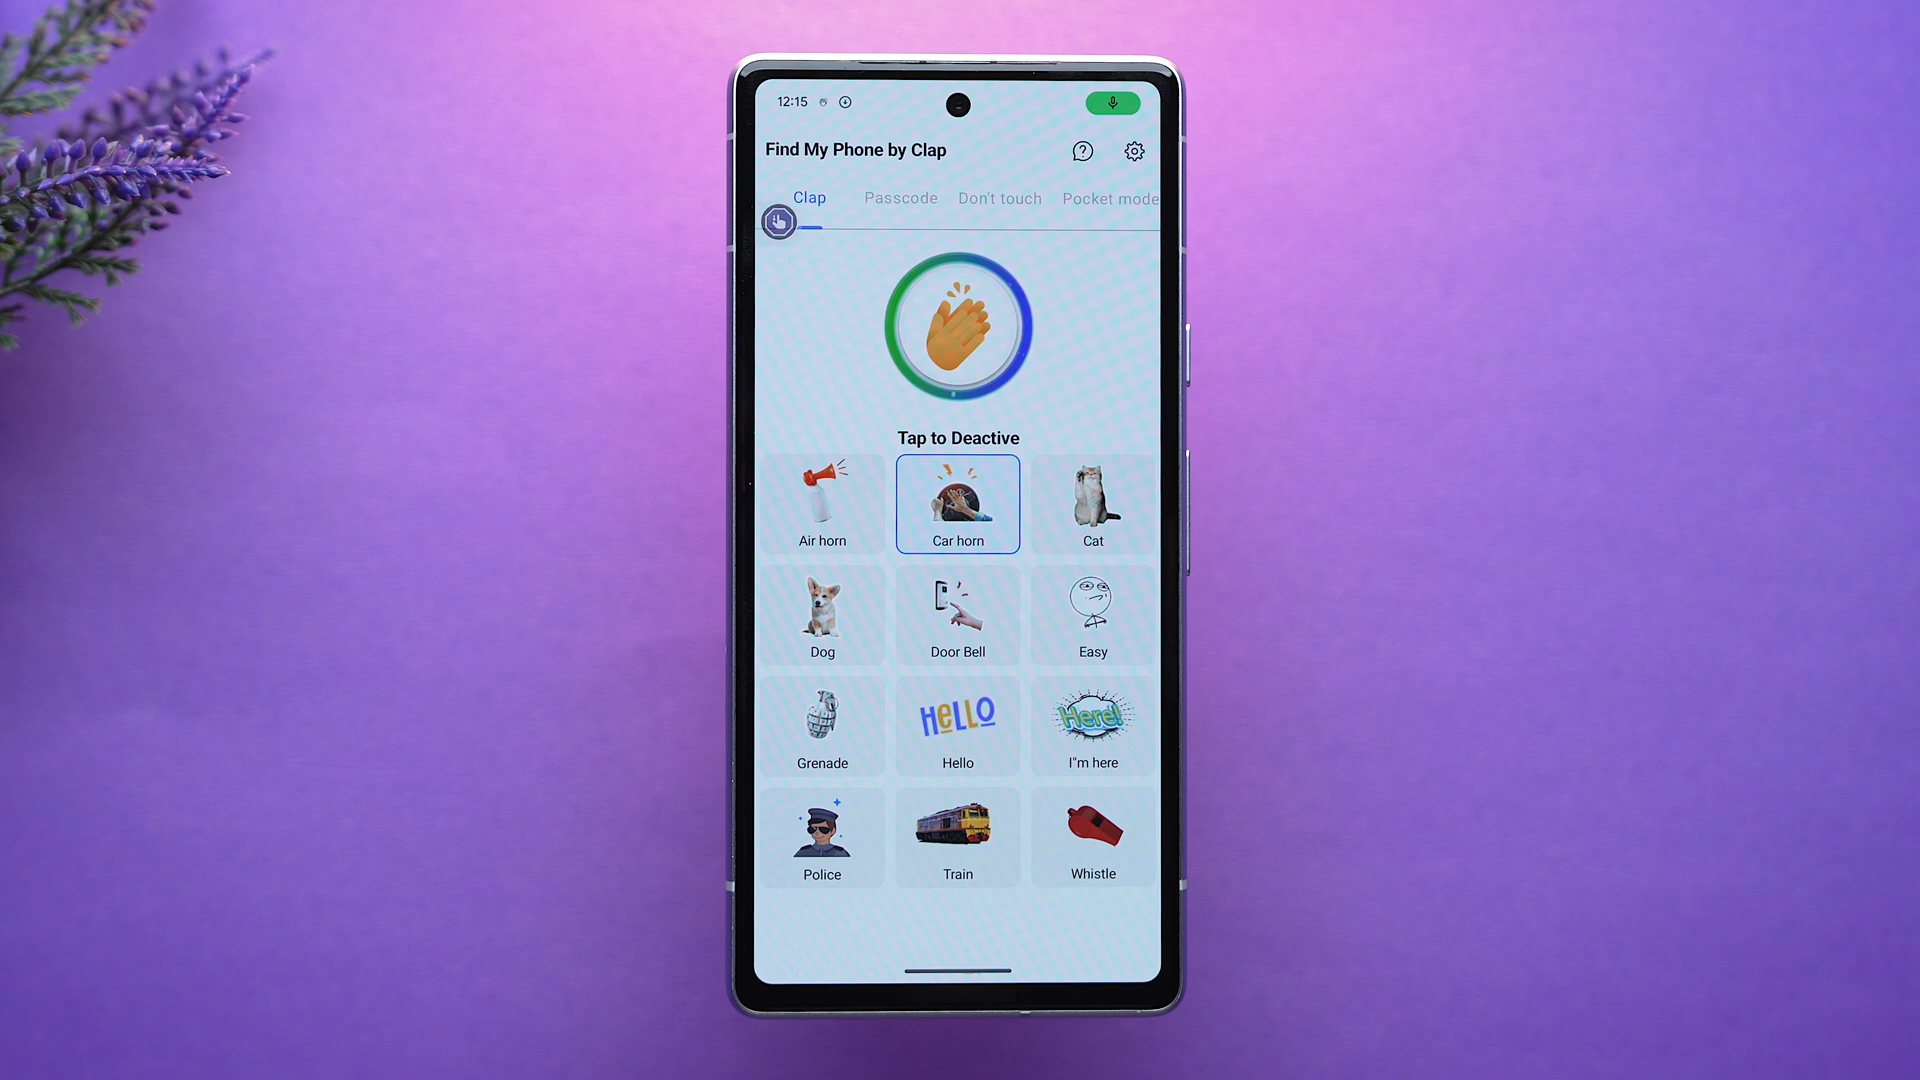 12:15
Find My Phone by Clap
Clap Passcode Don't touch Pocket mode
Tap to Deactive
Air horn Car horn Cat
Dog Door Bell Easy
HeLLO Here!
Grenade Hello I"m here
Police Train Whistle